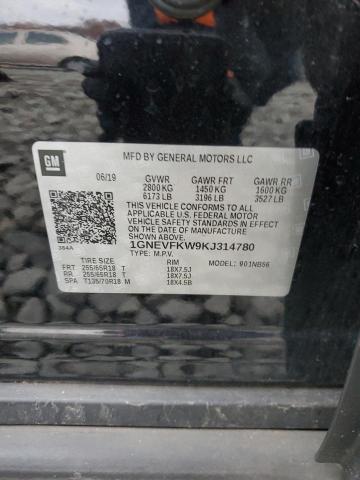 GM
MFD BY GENERAL MOTORS LLC
06/19 GVWR GAWR FRT GAWR RR
2800 KG 1450 KG 1600 KG
6173 LB 3196 LB 3527 LB
THIS VEHICLE CONFORMS TO ALL APPLICABLE
U.S. FEDERAL MOTOR VEHICLE SAFETY
STANDARDS IN EFFECT ON THE DATE OF
MANUFACTURE SHOWN ABOVE.
384A 1GNEVFKW9KJ314780
TYPE: M.P.V.
TIRE SIZE RIM MODEL: 901NB56
FRT 255/65R18 T 18X7.5J
RR 255/65R18 T 18X7.5J
SPA T135/70R18 M 18X4.5B